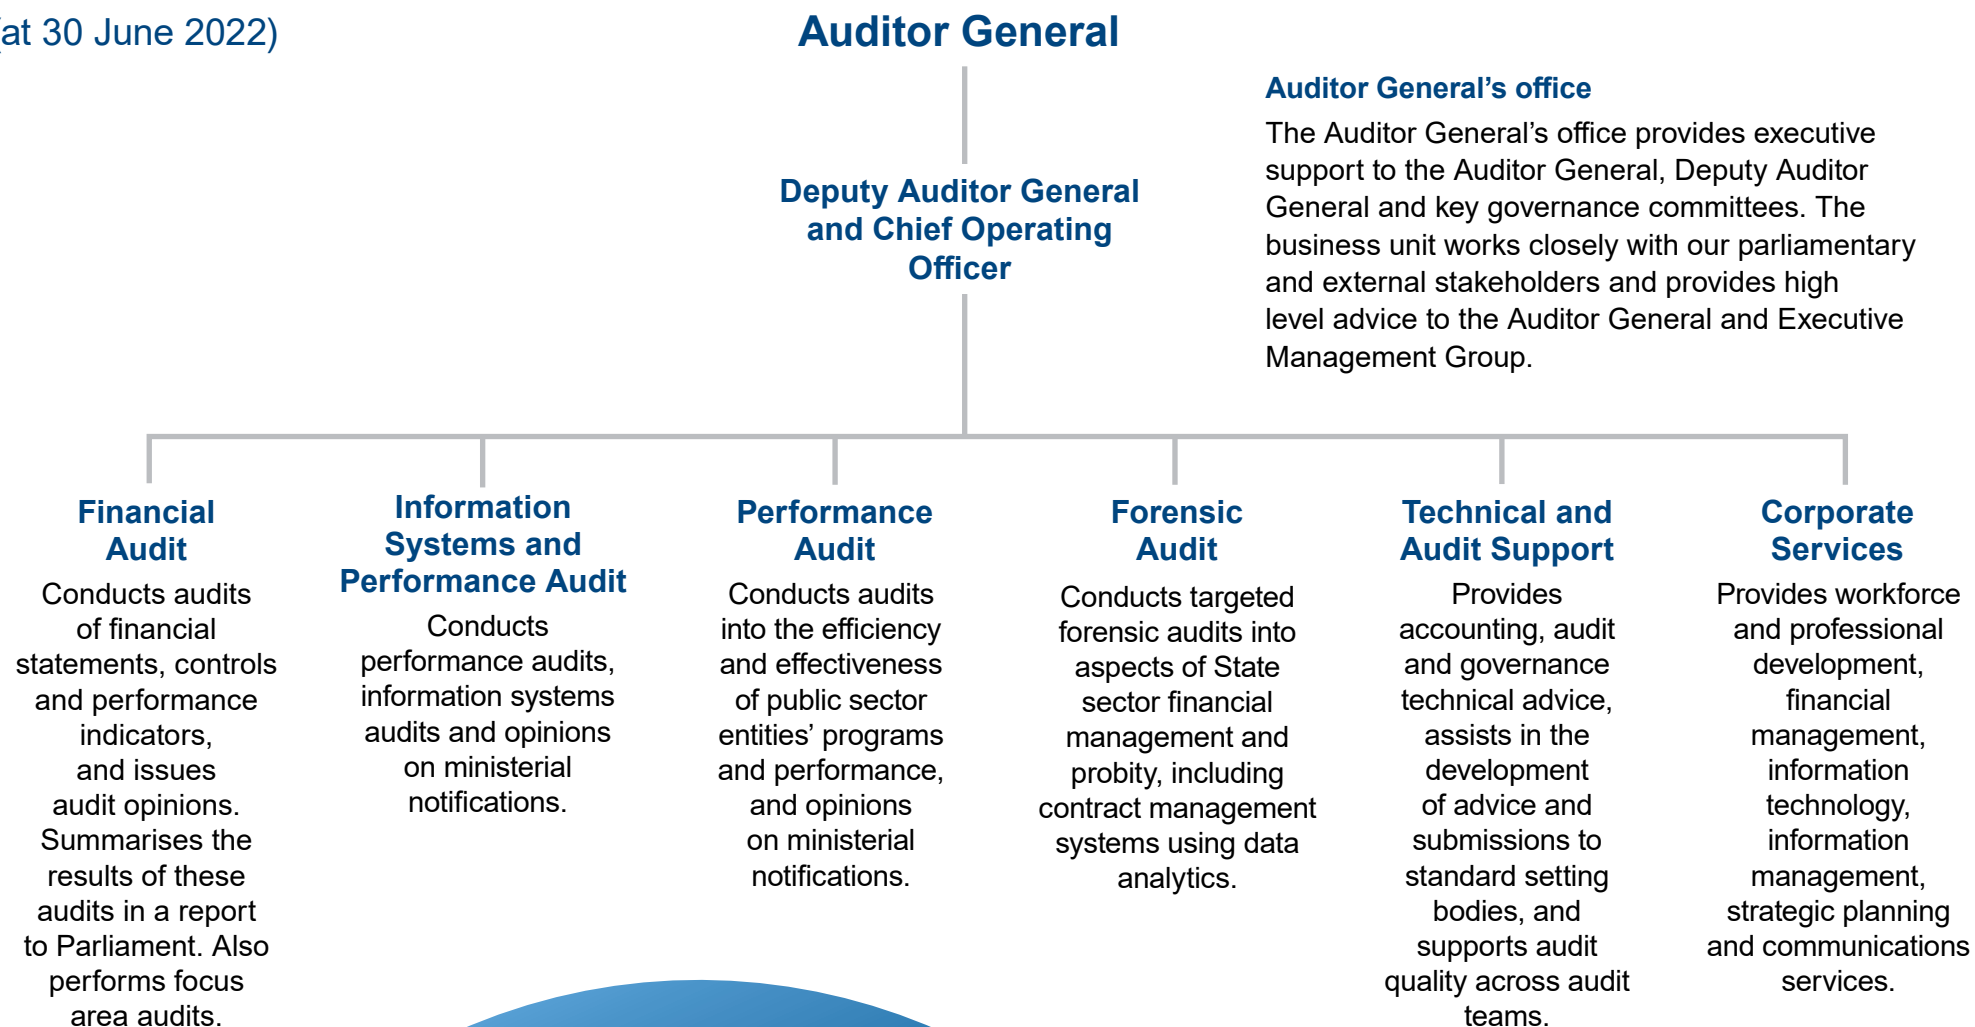 (at 30 June 2022)
Auditor General
Auditor General’s office
The Auditor General’s office provides executive
support to the Auditor General, Deputy Auditor
General and key governance committees. The
business unit works closely with our parliamentary
and external stakeholders and provides high
level advice to the Auditor General and Executive
Management Group.
Deputy Auditor General
and Chief Operating
Officer
Financial
Audit
Conducts audits
of financial
statements, controls
and performance
indicators,
and issues
audit opinions.
Summarises the
results of these
audits in a report
to Parliament. Also
performs focus
area audits.
Information
Systems and
Performance Audit
Conducts
performance audits,
information systems
audits and opinions
on ministerial
notifications.
Performance
Audit
Conducts audits
into the efficiency
and effectiveness
of public sector
entities’ programs
and performance,
and opinions
on ministerial
notifications.
Forensic
Audit
Conducts targeted
forensic audits into
aspects of State
sector financial
management and
probity, including
contract management
systems using data
analytics.
Technical and
Audit Support
Provides
accounting, audit
and governance
technical advice,
assists in the
development
of advice and
submissions to
standard setting
bodies, and
supports audit
quality across audit
teams.
Corporate
Services
Provides workforce
and professional
development,
financial
management,
information
technology,
information
management,
strategic planning
and communications
services.